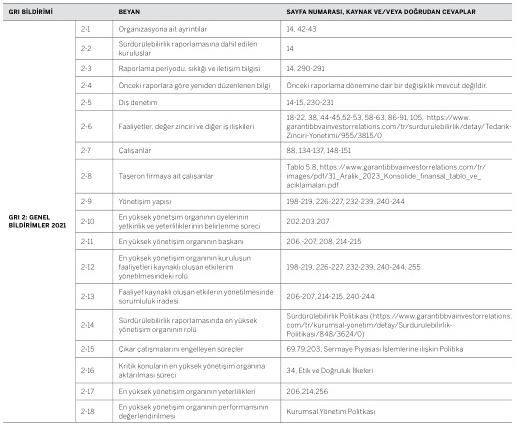 GRI BİLDİRİMİ BEYAN SAYFA NUMARASI, KAYNAK VE/VEYA DOĞRUDAN CEVAPLAR
GRI 2: GENEL
BİLDİRİMLER 2021
2-1 Organizasyona ait ayrıntılar 14, 42-43
2-2 Sürdürülebilirlik raporlamasına dahil edilen
kuruluşlar 14
2-3 Raporlama periyodu, sıklığı ve iletişim bilgisi 14, 290-291
2-4 Önceki raporlara göre yeniden düzenlenen bilgi Önceki raporlama dönemine dair bir değişiklik mevcut değildir.
2-5 Dış denetim 14-15, 230-231
2-6 Faaliyetler, değer zinciri ve diğer iş ilişkileri 18-22, 38, 44-45,52-53, 58-63, 86-91, 105, https://www.
garantibbvainvestorrelations.com/tr/surdurulebilirlik/detay/Tedarik-
Zinciri-Yonetimi/955/3815/0
2-7 Çalışanlar 88, 134-137, 148-151
2-8 Taşeron firmaya ait çalışanlar Tablo 5.8, https://www.garantibbvainvestorrelations.com/tr/
images/pdf/31_Aralik_2023_Konsolide_finansal_tablo_ve_
aciklamalari.pdf
2-9 Yönetişim yapısı 198-219, 226-227, 232-239, 240-244
2-10 En yüksek yönetişim organının üyelerinin
yetkinlik ve yeterliliklerinin belirlenme süreci 202,203,207
2-11 En yüksek yönetişim organının başkanı 206,-207, 208, 214-215
2-12 En yüksek yönetişim organının kuruluşun
faaliyetleri kaynaklı oluşan etkilerim
yönetilmesindeki rolü 198-219, 226-227, 232-239, 240-244, 255
2-13 Faaliyet kaynaklı oluşan etkilerin yönetilmesinde
sorumluluk iradesi 206-207, 214-215, 240-244
2-14 Sürdürülebilirlik raporlamasında en yüksek
yönetişim organının rolü Sürdürülebilirlik Politikası (https://www.garantibbvainvestorrelations.
com/tr/kurumsal-yonetim/detay/Surdurulebilirlik-
Politikasi/848/3624/0)
2-15 Çıkar çatışmalarını engelleyen süreçler 69,79,203, Sermaye Piyasası İşlemlerine ilişkin Politika
2-16 Kritik konuların en yüksek yönetişim organına
aktarılması süreci 34, Etik ve Doğruluk İlkeleri
2-17 En yüksek yönetişim organının yeterlilikleri 206,214,256
2-18 En yüksek yönetişim organının performansının
değerlendirilmesi Kurumsal Yönetim Politkası